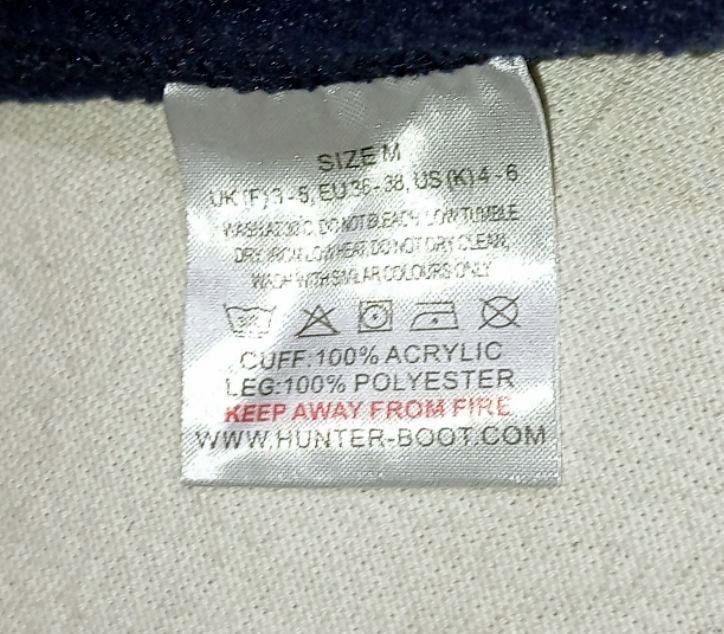 SIZE M
UK (F) 3-5, EU 36-38, US (K) 4-6
WASH AT 30°C, DO NOT BLEACH, LOW TUMBLE
DRY, IRON LOW HEAT, DO NOT DRY CLEAN,
WASH WITH SIMILAR COLOURS ONLY
30°
CUFF:100% ACRYLIC
LEG:100% POLYESTER
KEEP AWAY FROM FIRE
WWW.HUNTER-BOOT.COM